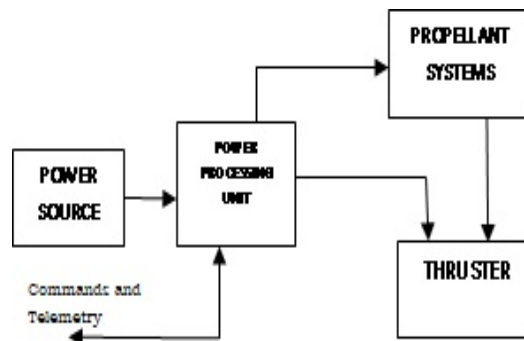 PROPELLANT
SYSTEMS
POWER
PROCESSING
UNIT
POWER
SOURCE
THRUSTER
Commands and
Telemetry